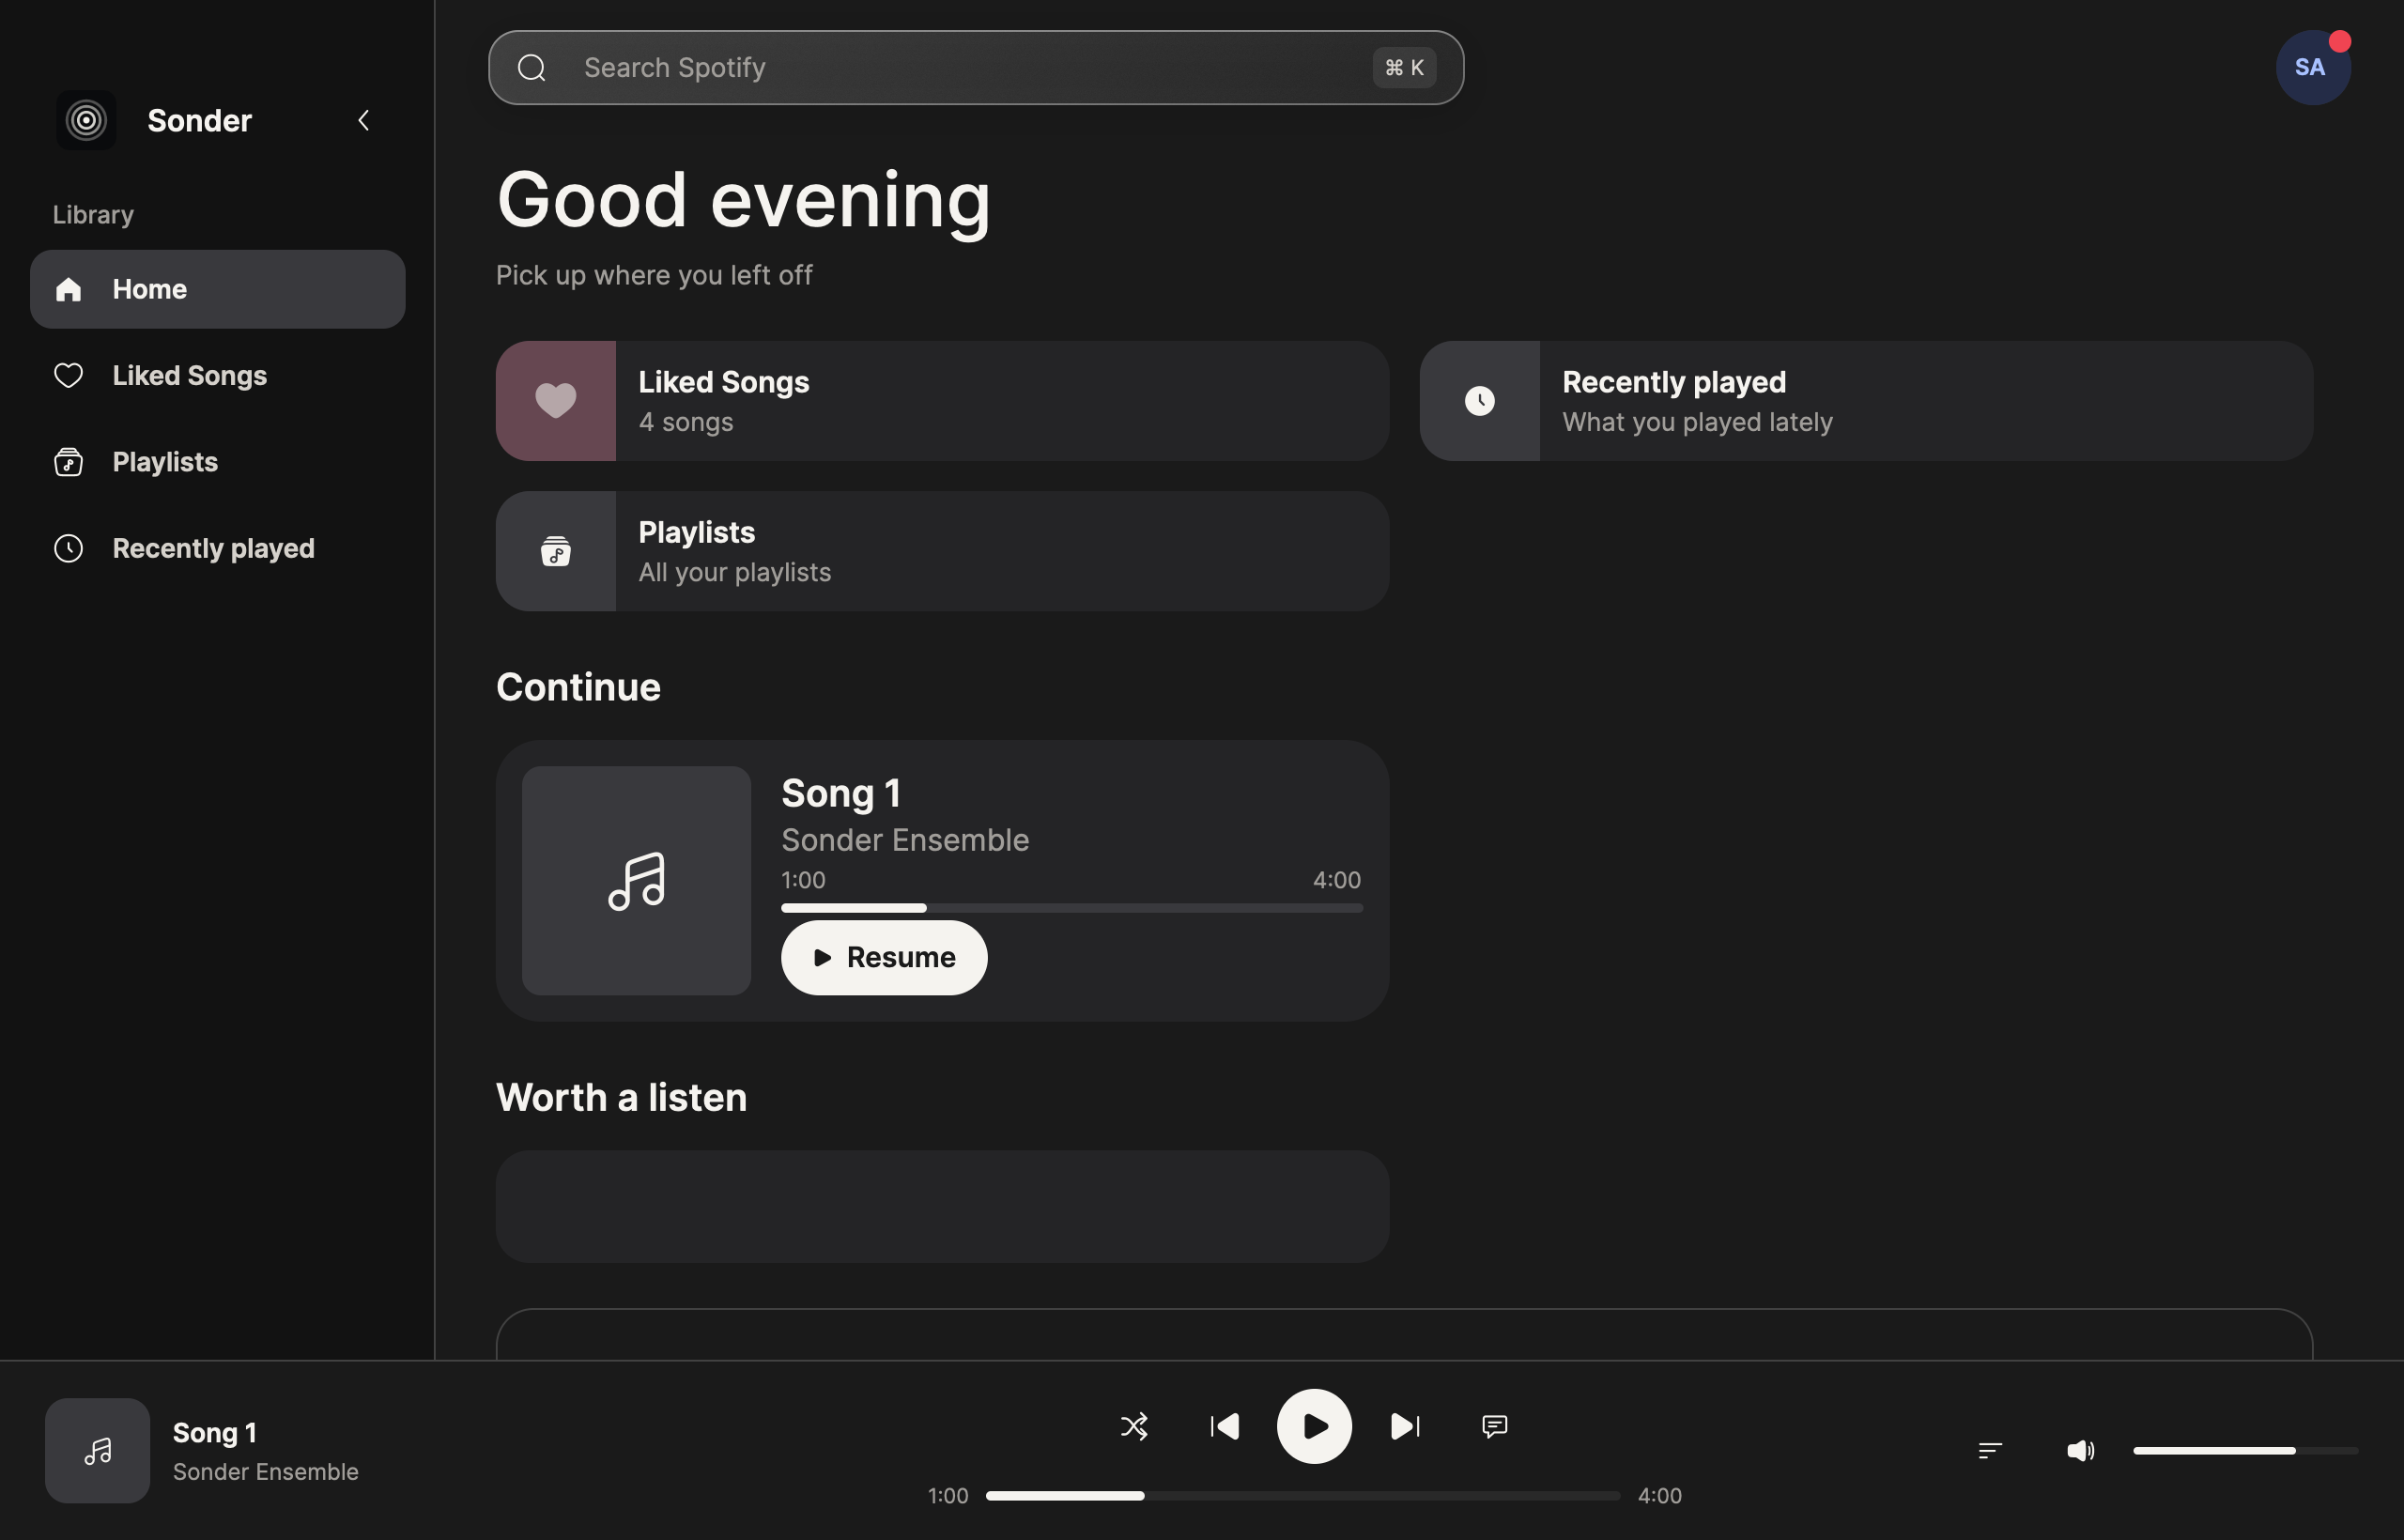 Search Spotify
⌘ K
SA
Sonder
Library
Home
Liked Songs
Playlists
Recently played
Good evening
Pick up where you left off
Liked Songs
4 songs
Recently played
What you played lately
Playlists
All your playlists
Continue
Song 1
Sonder Ensemble
1:00 4:00
Resume
Worth a listen
Song 1
Sonder Ensemble
1:00 4:00